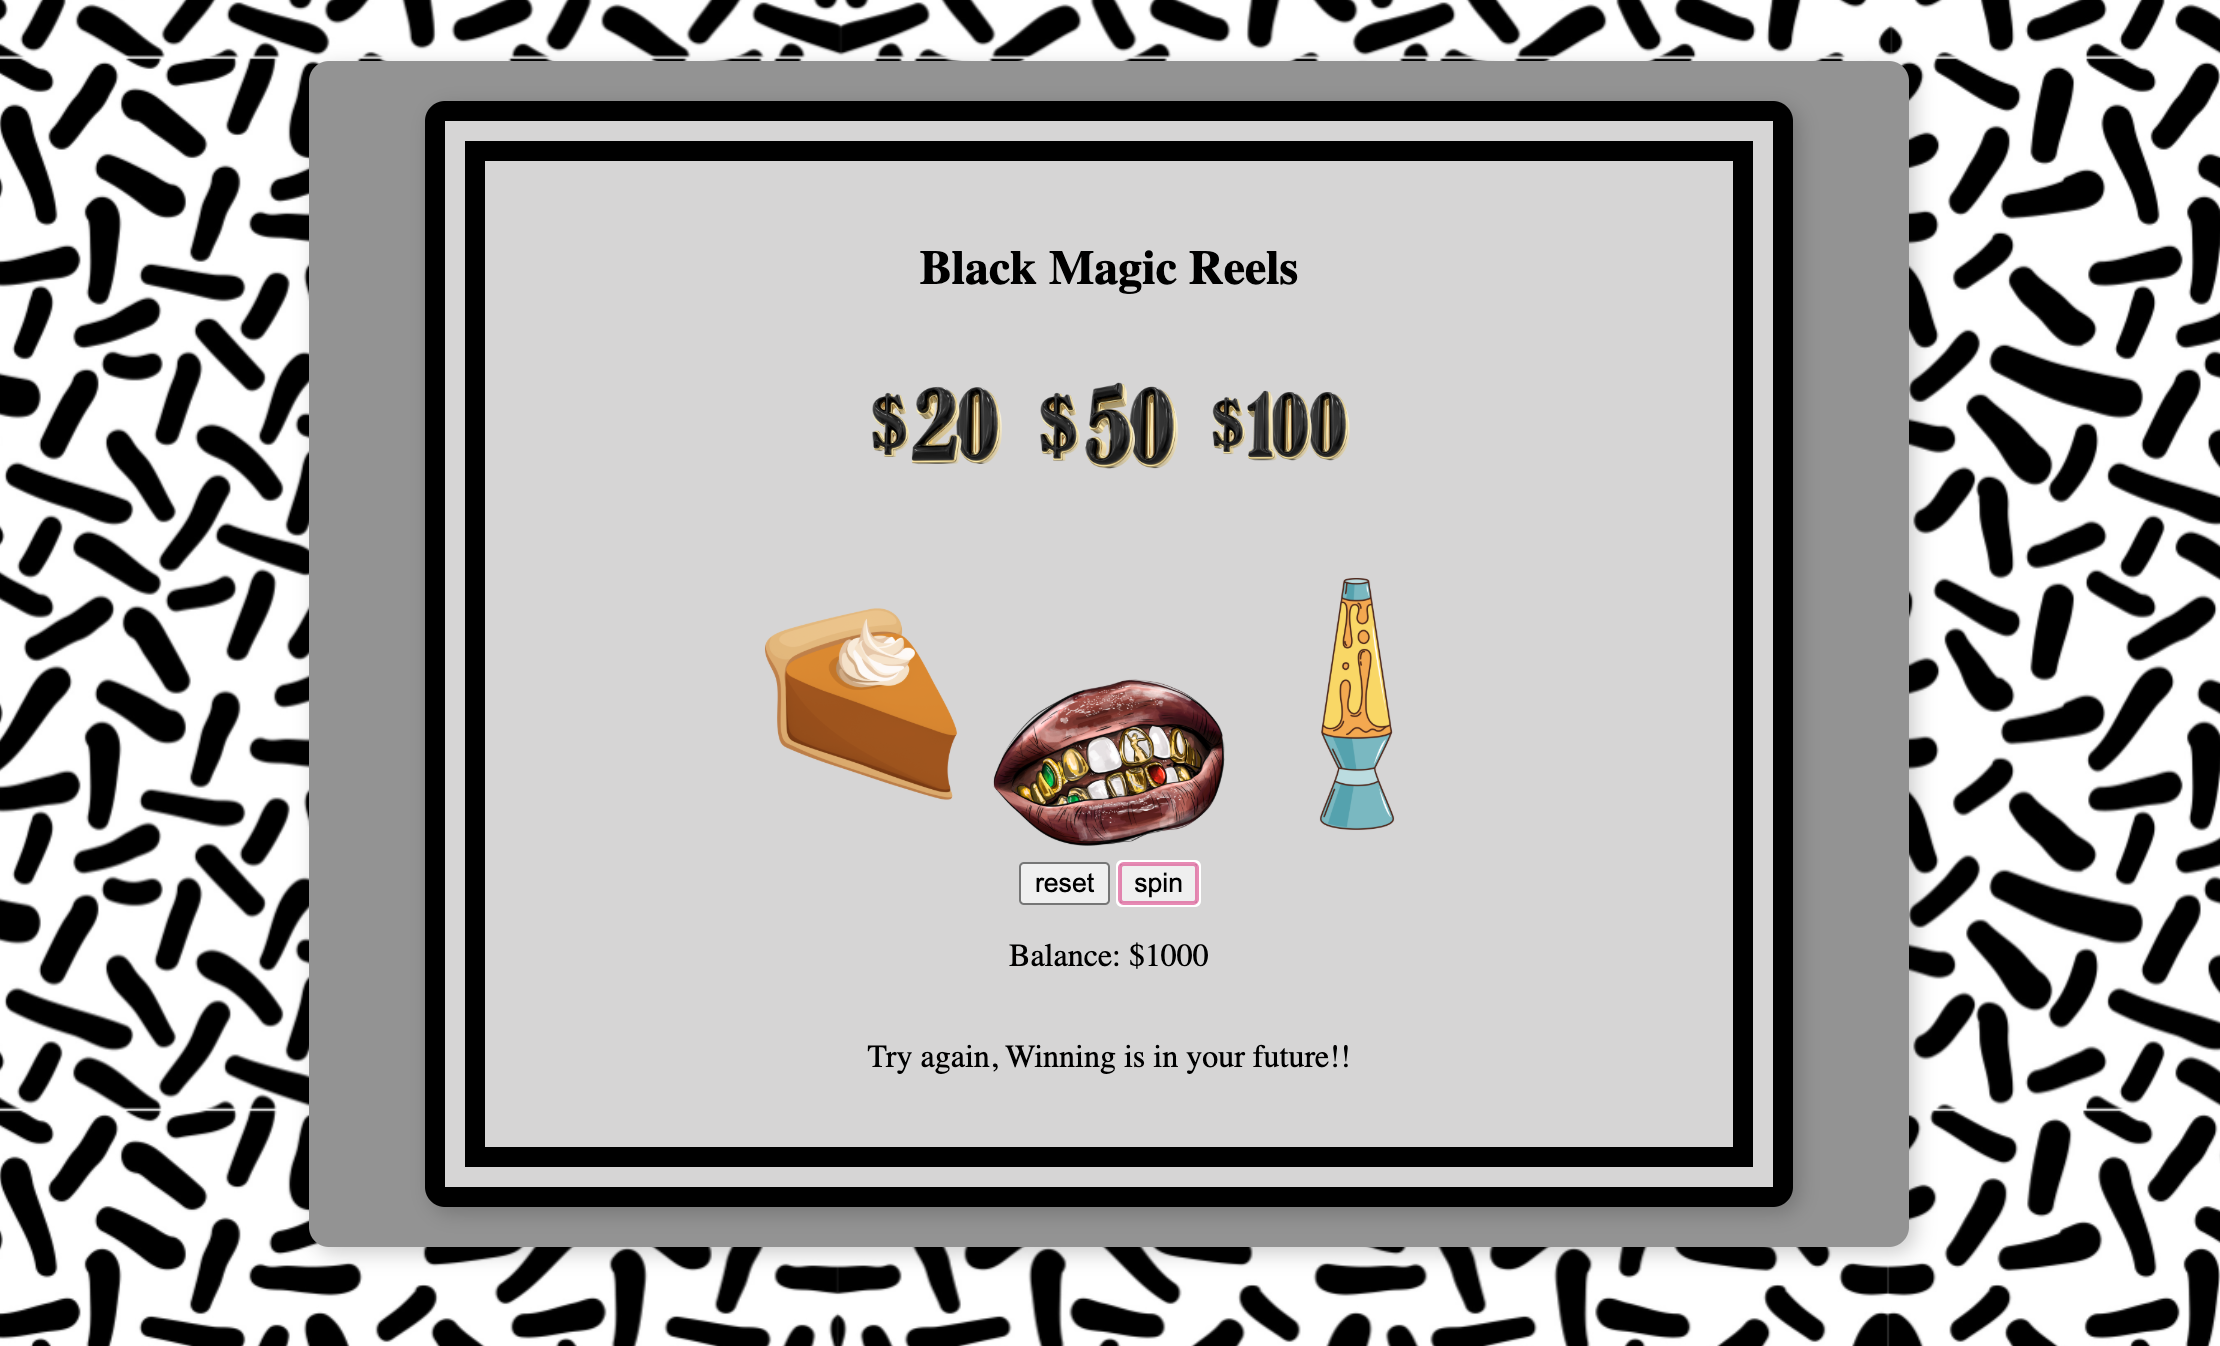 Black Magic Reels
$20 $50 $100
reset spin
Balance: $1000
Try again, Winning is in your future!!